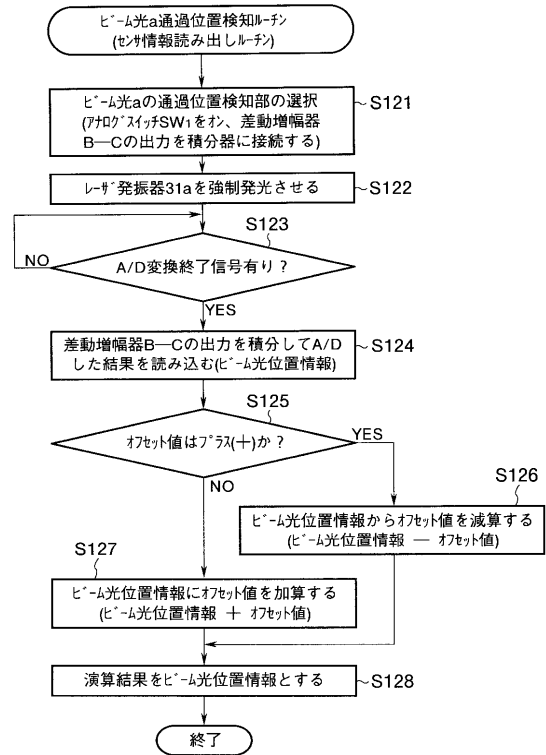 ﾋﾞｰﾑ光a通過位置検知ﾙｰﾁﾝ
(ｾﾝｻ情報読み出しﾙｰﾁﾝ)
ﾋﾞｰﾑ光aの通過位置検知部の選択
(ｱﾅﾛｸﾞｽｲｯﾁSW₁をオン、差動増幅器
B—Cの出力を積分器に接続する)
S121
ﾚｰｻﾞ発振器31aを強制発光させる
S122
S123
A/D変換終了信号有り？
NO
YES
差動増幅器B—Cの出力を積分してA/D
した結果を読み込む(ﾋﾞｰﾑ光位置情報)
S124
S125
ｵﾌｾｯﾄ値はﾌﾟﾗｽ(＋)か？
YES
NO
S126
ﾋﾞｰﾑ光位置情報からｵﾌｾｯﾄ値を減算する
(ﾋﾞｰﾑ光位置情報 — ｵﾌｾｯﾄ値)
S127
ﾋﾞｰﾑ光位置情報にｵﾌｾｯﾄ値を加算する
(ﾋﾞｰﾑ光位置情報 ＋ ｵﾌｾｯﾄ値)
演算結果をﾋﾞｰﾑ光位置情報とする
S128
終了